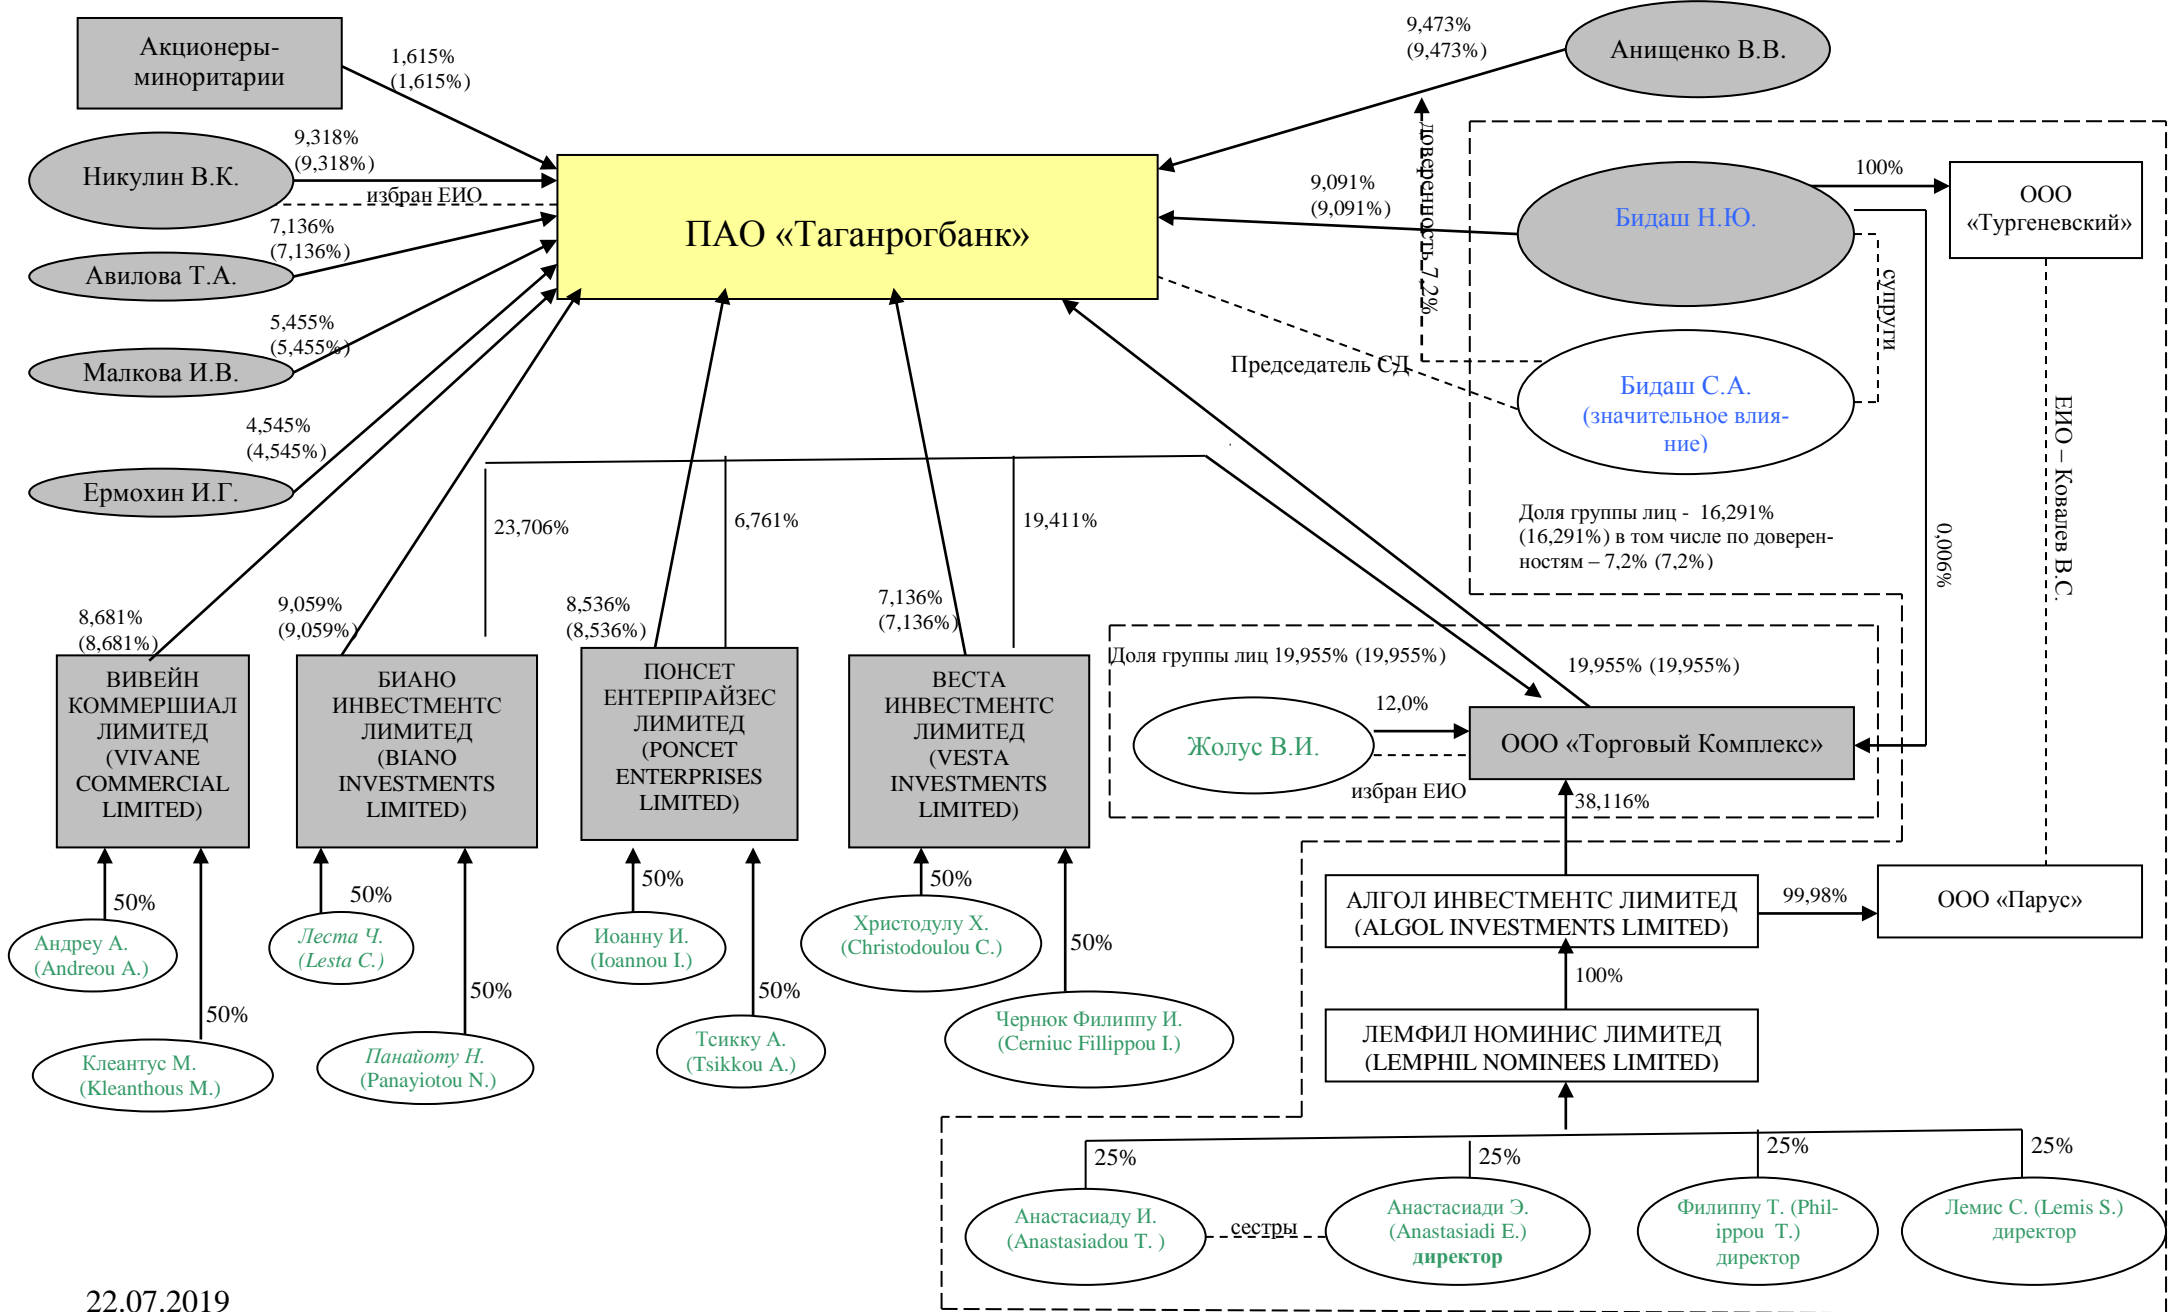 Акционеры-
миноритарии
1,615%
(1,615%)
9,473%
(9,473%)
Анищенко В.В.
Никулин В.К.
9,318%
(9,318%)
избран ЕИО
Авилова Т.А.
7,136%
(7,136%)
Малкова И.В.
5,455%
(5,455%)
Ермохин И.Г.
4,545%
(4,545%)
ПАО «Таганрогбанк»
доверенность 7,2%
9,091%
(9,091%)
Бидаш Н.Ю.
100%
ООО
«Тургеневский»
супруги
Председатель СД
Бидаш С.А.
(значительное влия-
ние)
ЕИО – Ковалев В.С.
0,006%
Доля группы лиц - 16,291%
(16,291%) в том числе по доверен-
ностям – 7,2% (7,2%)
23,706%
6,761%
19,411%
8,681%
(8,681%)
9,059%
(9,059%)
8,536%
(8,536%)
7,136%
(7,136%)
ВИВЕЙН
КОММЕРШИАЛ
ЛИМИТЕД
(VIVANE
COMMERCIAL
LIMITED)
БИАНО
ИНВЕСТМЕНТС
ЛИМИТЕД
(BIANO
INVESTMENTS
LIMITED)
ПОНСЕТ
ЕНТЕРПРАЙЗЕС
ЛИМИТЕД
(PONCET
ENTERPRISES
LIMITED)
ВЕСТА
ИНВЕСТМЕНТС
ЛИМИТЕД
(VESTA
INVESTMENTS
LIMITED)
Доля группы лиц 19,955% (19,955%)
19,955% (19,955%)
Жолус В.И.
12,0%
избран ЕИО
ООО «Торговый Комплекс»
38,116%
50%
50%
50%
50%
Андреу А.
(Andreou A.)
Леста Ч.
(Lesta C.)
Иоанну И.
(Ioannou I.)
Христодулу Х.
(Christodoulou C.)
50%
50%
50%
50%
Клеантус М.
(Kleanthous M.)
Панайоту Н.
(Panayiotou N.)
Тсикку А.
(Tsikkou A.)
Чернюк Филиппу И.
(Cerniuc Fillippou I.)
АЛГОЛ ИНВЕСТМЕНТС ЛИМИТЕД
(ALGOL INVESTMENTS LIMITED)
99,98%
ООО «Парус»
100%
ЛЕМФИЛ НОМИНИС ЛИМИТЕД
(LEMPHIL NOMINEES LIMITED)
25%
25%
25%
25%
Анастасиаду И.
(Anastasiadou T. )
сестры
Анастасиади Э.
(Anastasiadi E.)
директор
Филиппу Т. (Phil-
ippou T.)
директор
Лемис С. (Lemis S.)
директор
22.07.2019